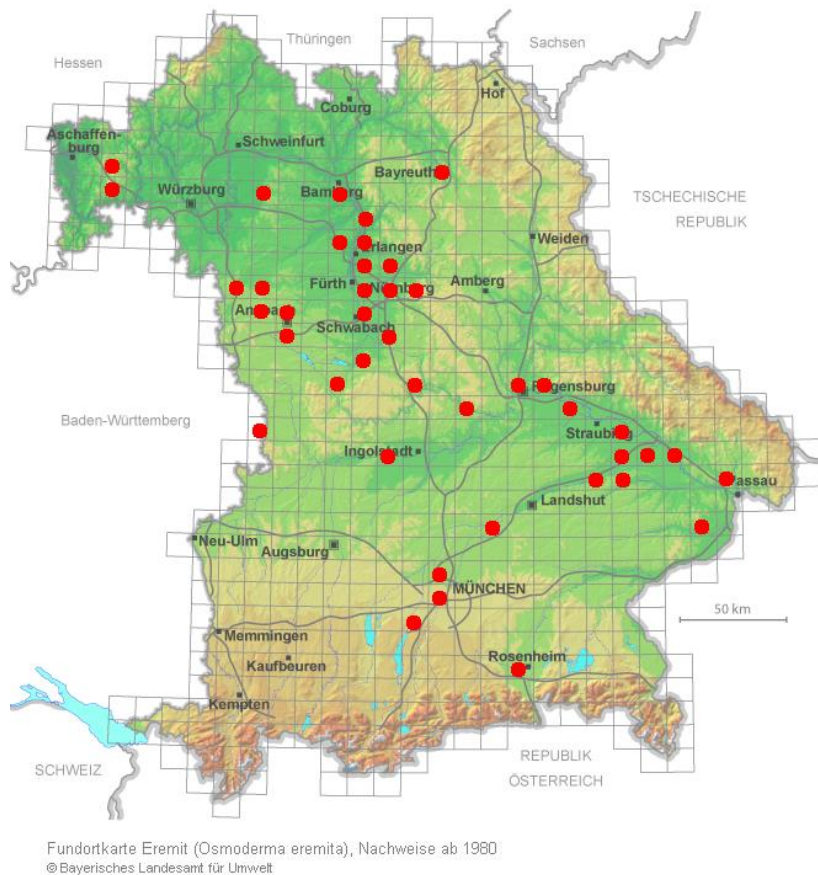 Thüringen
Sachsen
Hessen
Hof
Coburg
Aschaffen-
burg
Schweinfurt
Bayreuth
Würzburg
Bamberg
TSCHECHISCHE
REPUBLIK
Weiden
Erlangen
Fürth
Nürnberg
Amberg
Schwabach
Regensburg
Baden-Württemberg
Straubing
Ingolstadt
Passau
Landshut
Neu-Ulm
Augsburg
MÜNCHEN
50 km
Memmingen
Rosenheim
Kaufbeuren
Kempten
SCHWEIZ
REPUBLIK
ÖSTERREICH
Fundortkarte Eremit (Osmoderma eremita), Nachweise ab 1980
© Bayerisches Landesamt für Umwelt